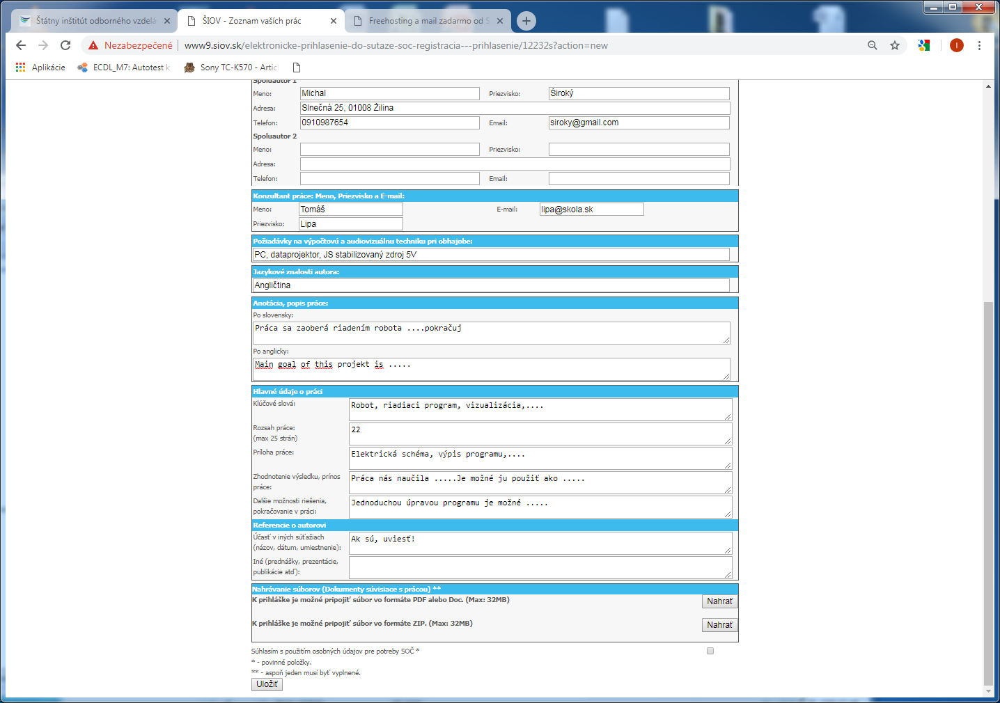 Štátny inštitút odborného vzdelá
ŠIOV - Zoznam vašich prác
Freehosting a mail zadarmo od S
Nezabezpečené
www9.siov.sk/elektronicke-prihlasenie-do-sutaze-soc-registracia---prihlasenie/12232s?action=new
I
Aplikácie
ECDL_M7: Autotest k
Sony TC-K570 - Articl
Spoluautor 1
Meno: Michal Priezvisko: Široký
Adresa: Slnečná 25, 01008 Žilina
Telefon: 0910987654 Email: siroky@gmail.com
Spoluautor 2
Meno: Priezvisko:
Adresa:
Telefon: Email:
Konzultant práce: Meno, Priezvisko a E-mail:
Meno: Tomáš E-mail: lipa@skola.sk
Priezvisko: Lipa
Požiadávky na výpočtovú a audiovizuálnu techniku pri obhajobe:
PC, dataprojektor, JS stabilizovaný zdroj 5V
Jazykové znalosti autora:
Angličtina
Anotácia, popis práce:
Po slovensky:
Práca sa zaoberá riadením robota ....pokračuj
Po anglicky:
Main goal of this projekt is .....
Hlavné údaje o práci
Klúčové slová: Robot, riadiaci program, vizualizácia,....
Rozsah práce: 22
(max 25 strán)
Príloha práce: Elektrická schéma, výpis programu,....
Zhodnotenie výsledku, prínos Práca nás naučila .....Je možné ju použiť ako .....
práce:
Dalšie možnosti riešenia, Jednoduchou úpravou programu je možné .....
pokračovanie v práci:
Referencie o autorovi
Účasť v iných súťažiach Ak sú, uviesť!
(názov, dátum, umiestnenie):
Iné (prednášky, prezentácie,
publikácie atď):
Nahrávanie súborov (Dokumenty súvisiace s prácou) **
K prihláške je možné pripojiť súbor vo formáte PDF alebo Doc. (Max: 32MB) Nahrať
K prihláške je možné pripojiť súbor vo formáte ZIP. (Max: 32MB) Nahrať
Súhlasím s použitím osobných údajov pre potreby SOČ *
* - povinné položky.
** - aspoň jeden musí byť vyplnené.
Uložiť